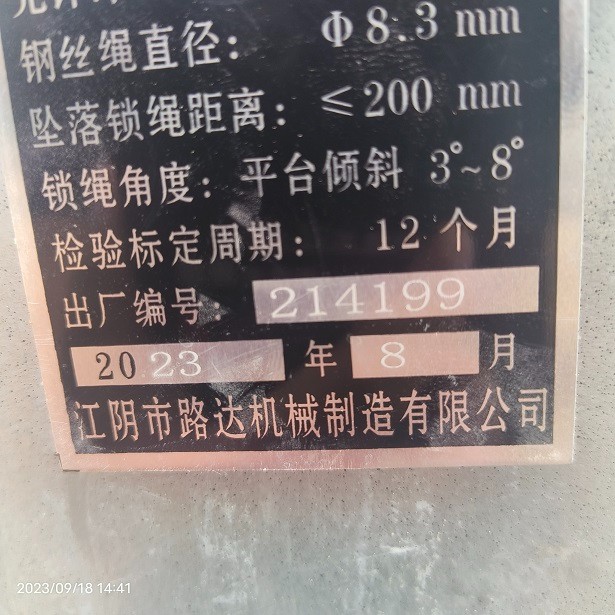 钢丝绳直径: Φ8.3 mm
坠落锁绳距离: ≤200 mm
锁绳角度: 平台倾斜 3°~8°
检验标定周期: 12个月
出厂编号: 214199
2023 年 8 月
江阴市路达机械制造有限公司
2023/09/18 14:41